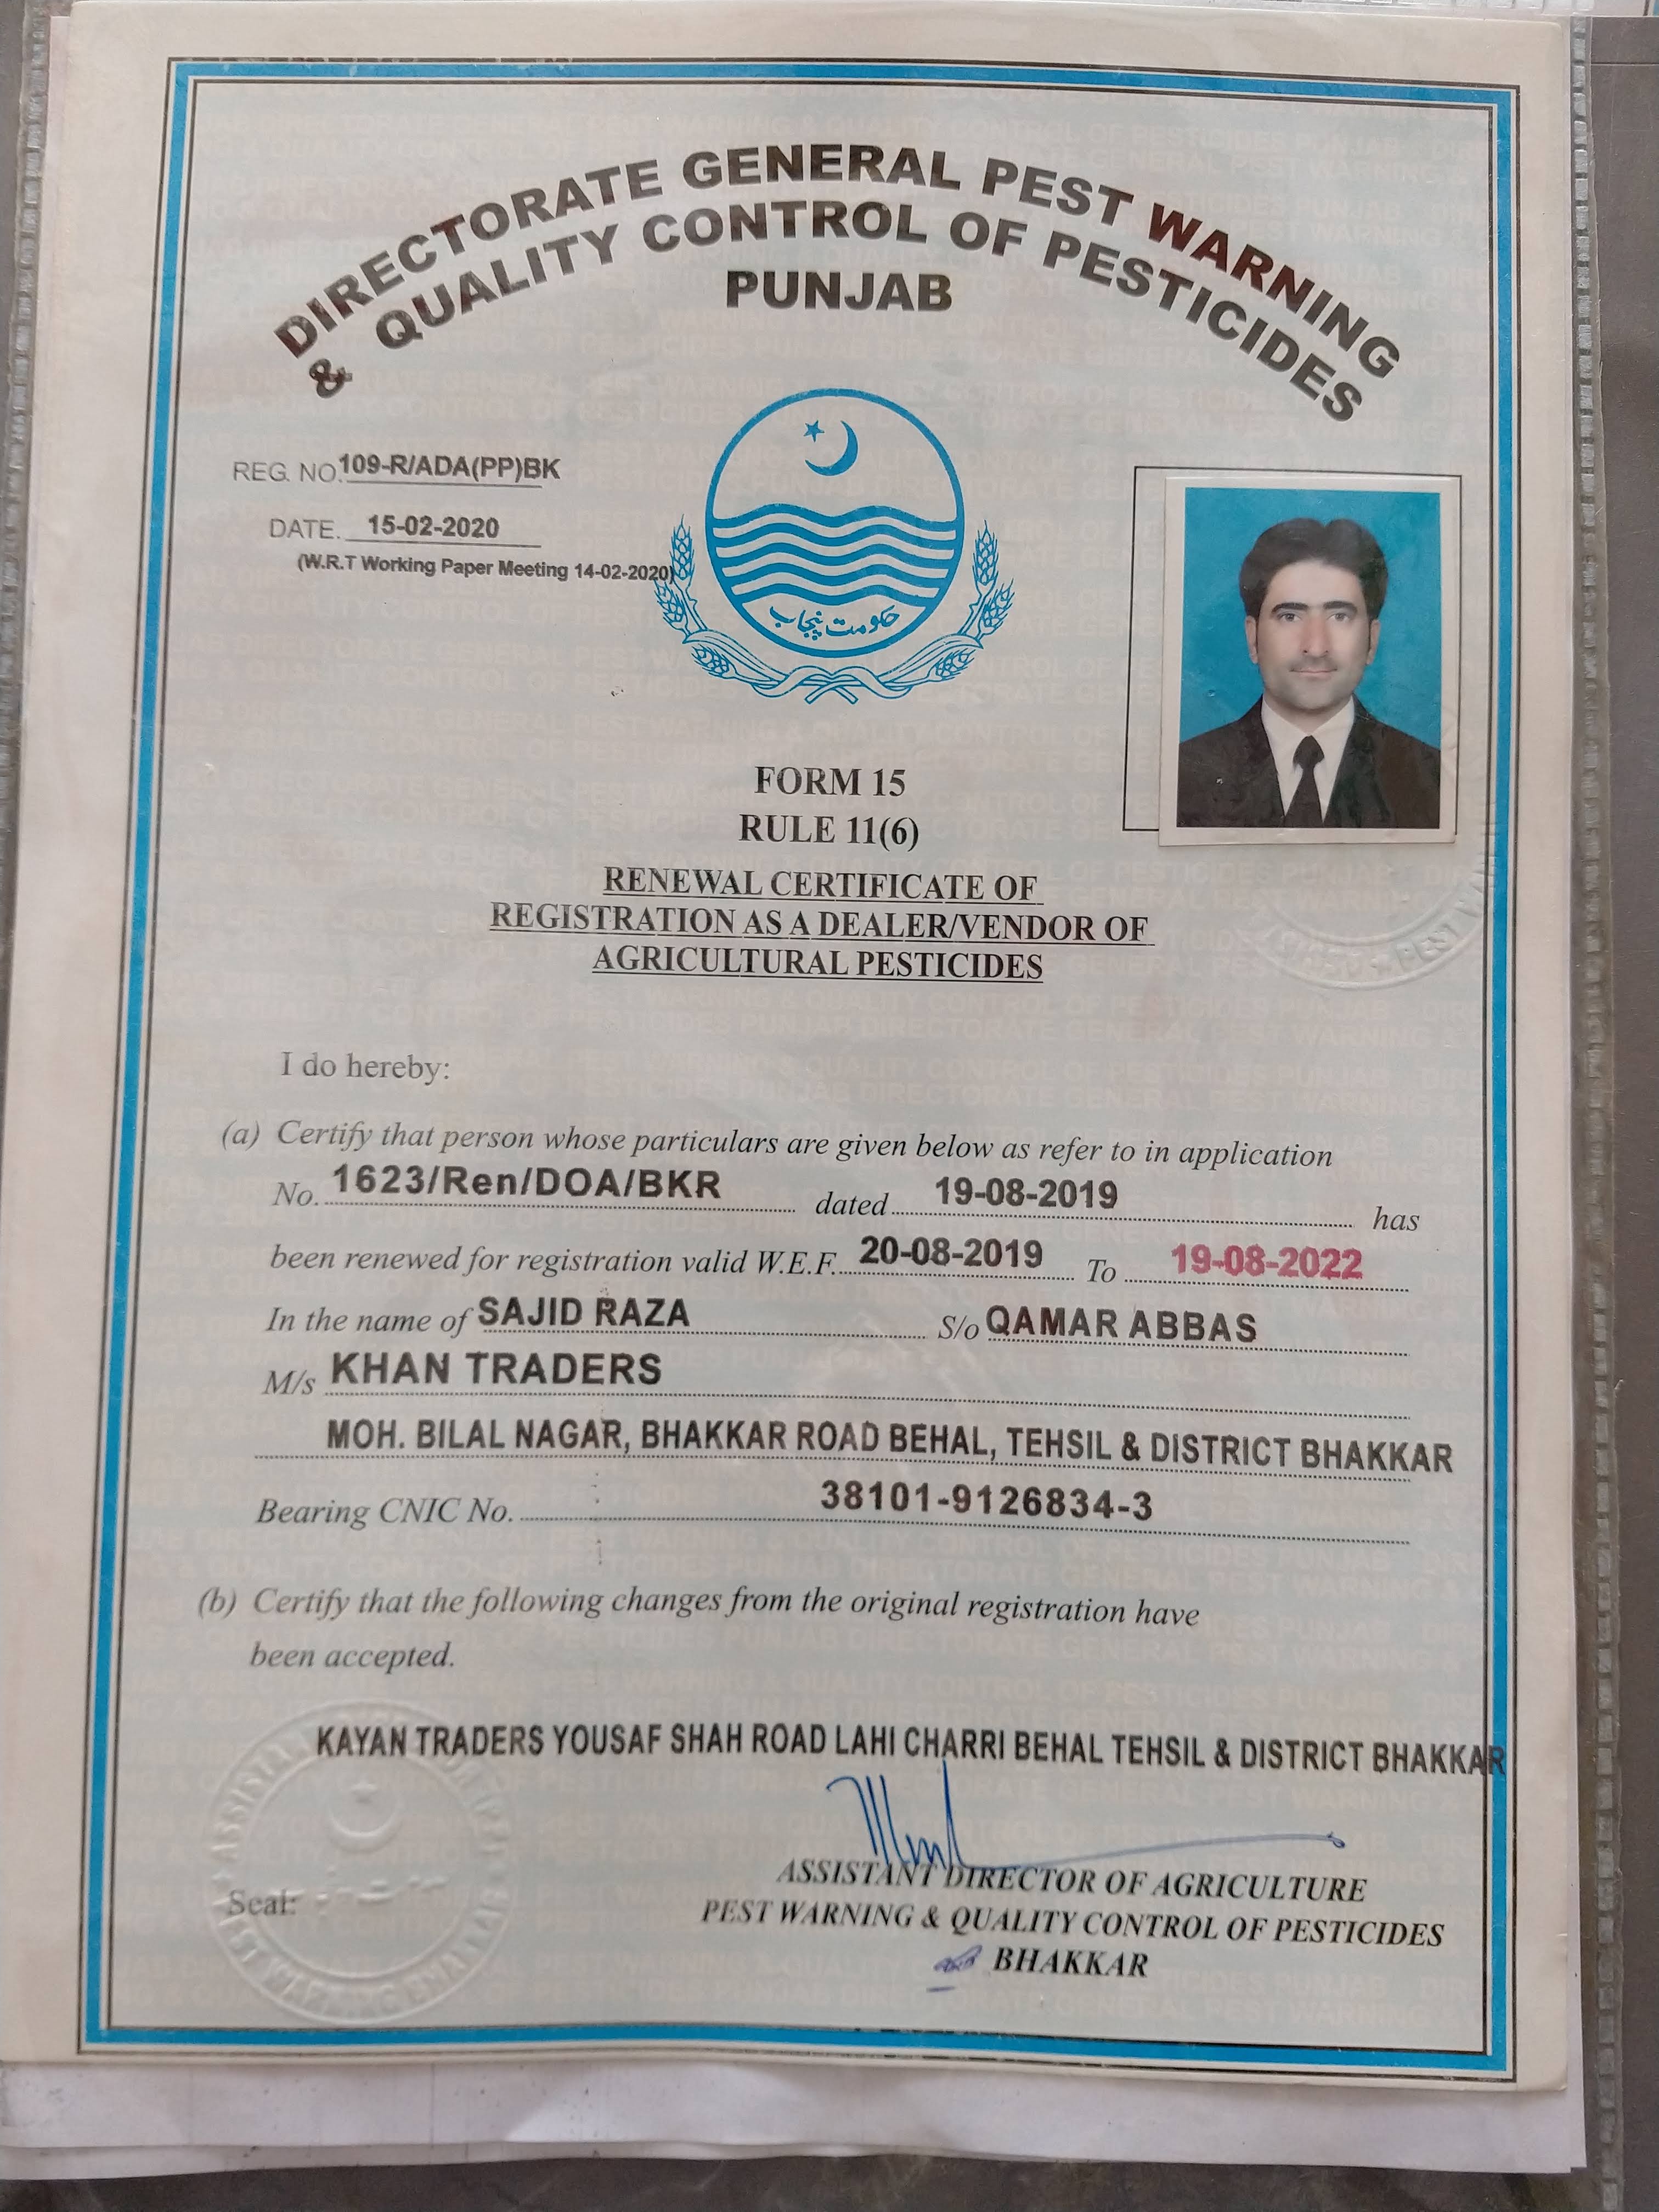 DIRECTORATE GENERAL PEST WARNING
& QUALITY CONTROL OF PESTICIDES
PUNJAB
REG. NO. 109-R/ADA(PP)BK
DATE. 15-02-2020
(W.R.T Working Paper Meeting 14-02-2020)
حکومت پنجاب
FORM 15
RULE 11(6)
RENEWAL CERTIFICATE OF
REGISTRATION AS A DEALER/VENDOR OF
AGRICULTURAL PESTICIDES
I do hereby:
(a) Certify that person whose particulars are given below as refer to in application
No. 1623/Ren/DOA/BKR dated 19-08-2019 has
been renewed for registration valid W.E.F. 20-08-2019 To 19-08-2022
In the name of SAJID RAZA S/o QAMAR ABBAS
M/s KHAN TRADERS
MOH. BILAL NAGAR, BHAKKAR ROAD BEHAL, TEHSIL & DISTRICT BHAKKAR
Bearing CNIC No. 38101-9126834-3
(b) Certify that the following changes from the original registration have
been accepted.
KAYAN TRADERS YOUSAF SHAH ROAD LAHI CHARRI BEHAL TEHSIL & DISTRICT BHAKKAR
Seal:
ASSISTANT DIRECTOR OF AGRICULTURE
PEST WARNING & QUALITY CONTROL OF PESTICIDES
BHAKKAR